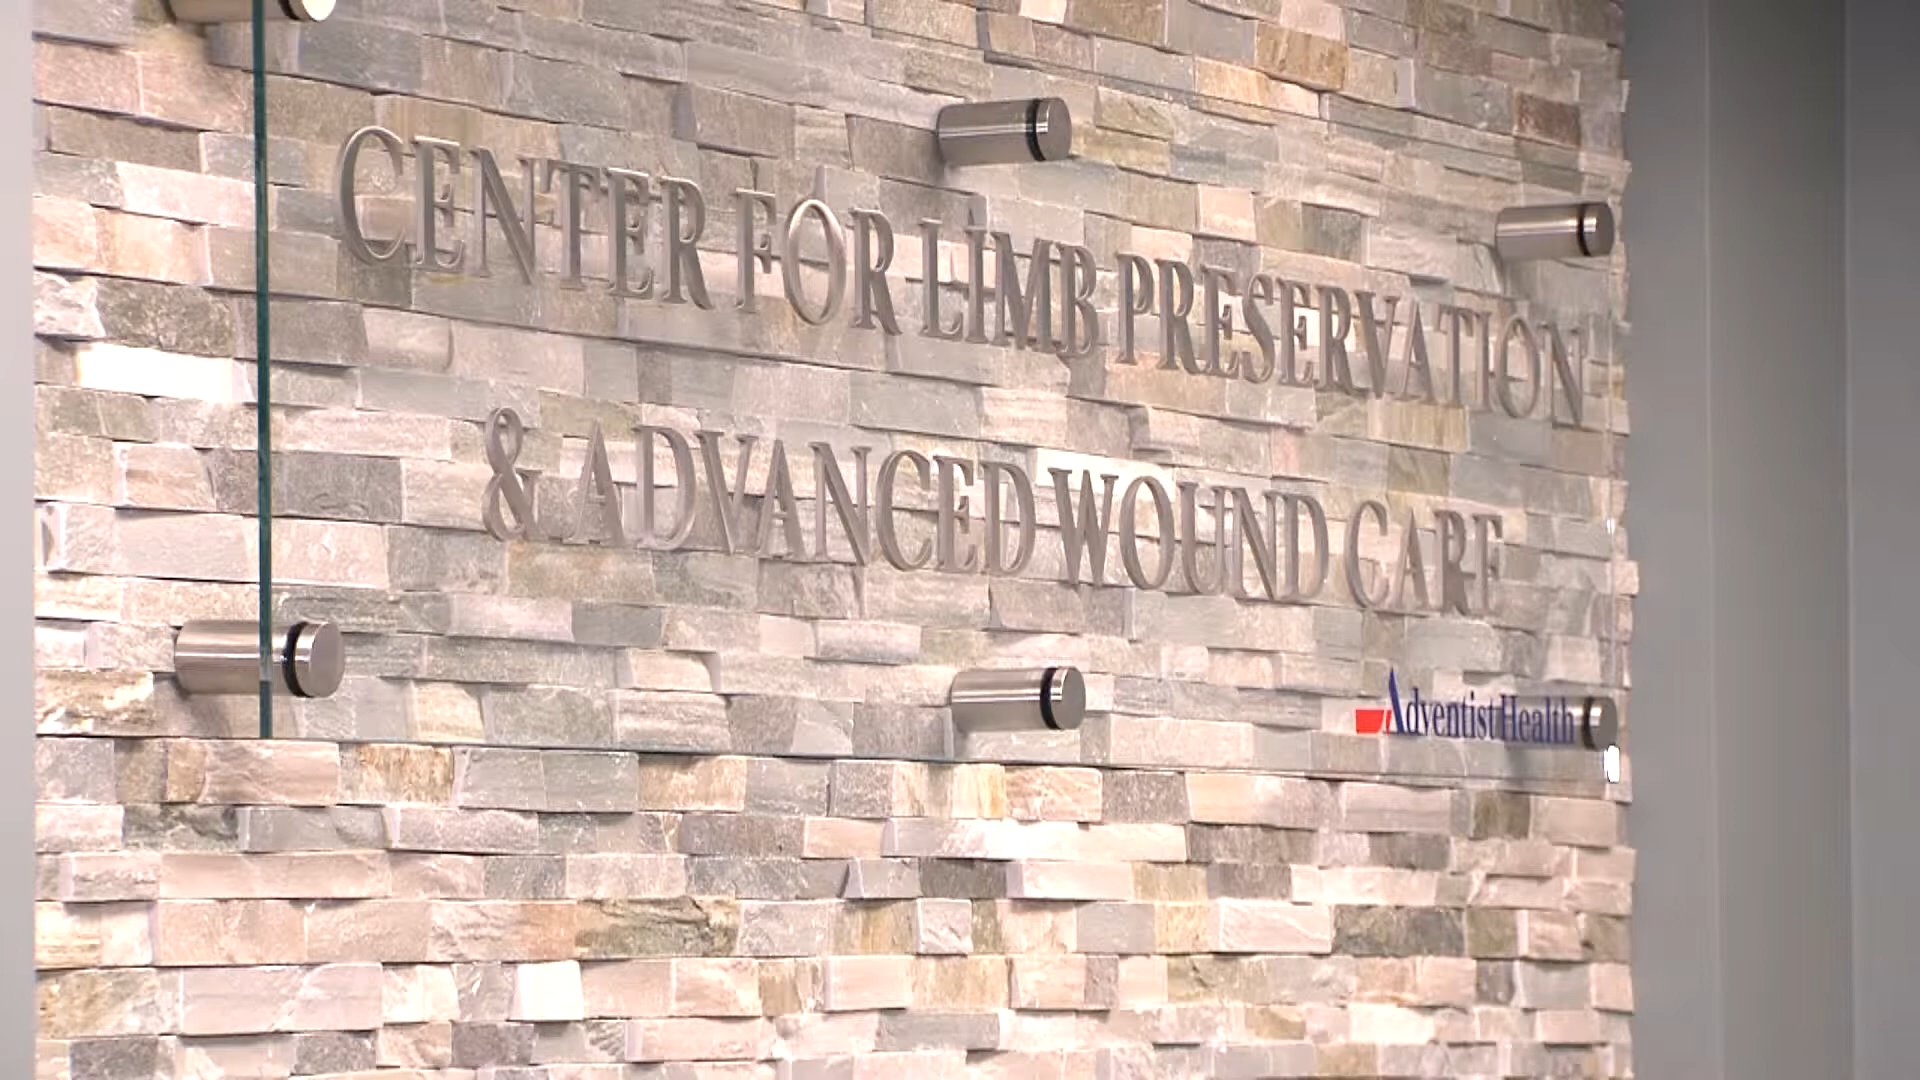 CENTER FOR LIMB PRESERVATION
& ADVANCED WOUND CARE
AdventistHealth